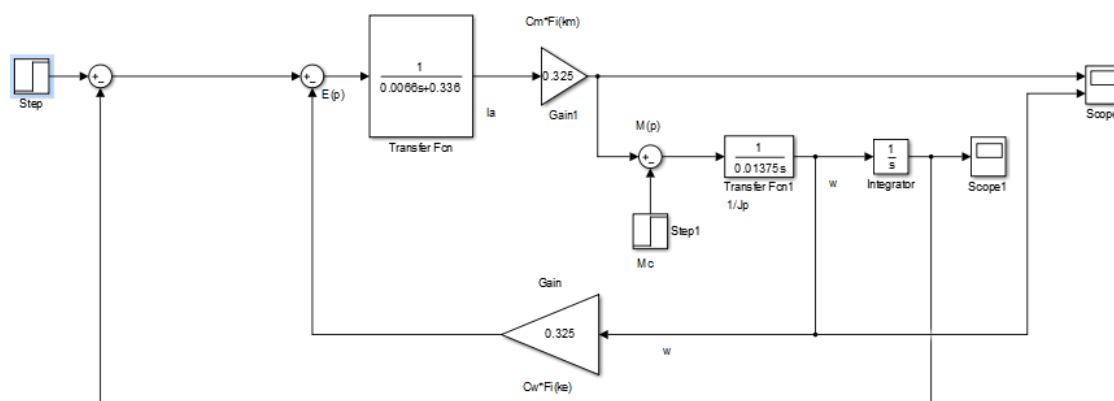 Cm*Fi(km)
Step
E(p)
1
0.0066s+0.336
Transfer Fcn
Ia
0.325
Gain1
Scope
M(p)
1
0.01375s
Transfer Fcn1
1/Jp
w
1
s
Integrator
Scope1
Step1
Mc
Gain
0.325
w
Cw*Fi(ke)